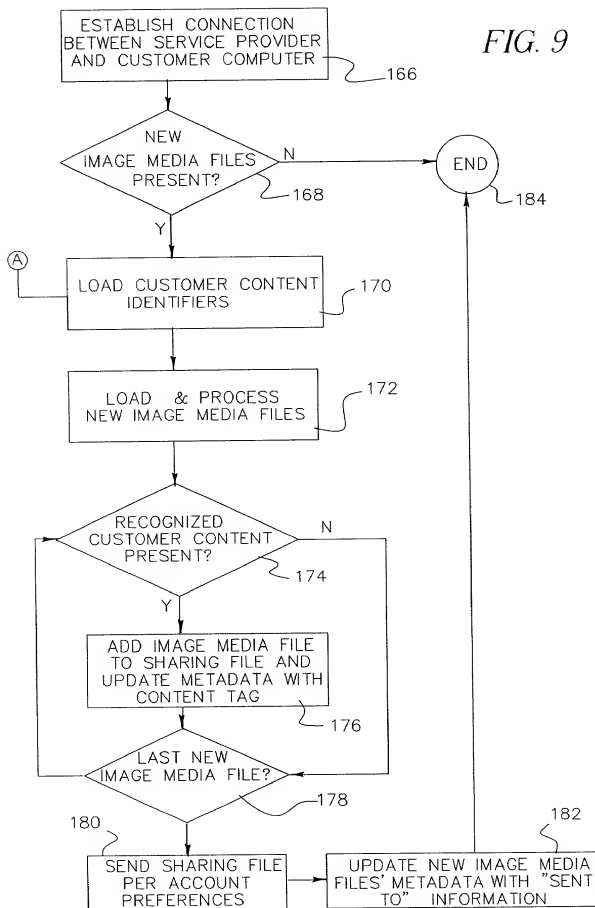 FIG. 9
ESTABLISH CONNECTION
BETWEEN SERVICE PROVIDER
AND CUSTOMER COMPUTER
166
NEW
IMAGE MEDIA FILES
PRESENT?
N
168
END
184
Y
A
LOAD CUSTOMER CONTENT
IDENTIFIERS
170
LOAD & PROCESS
NEW IMAGE MEDIA FILES
172
RECOGNIZED
CUSTOMER CONTENT
PRESENT?
N
174
Y
ADD IMAGE MEDIA FILE
TO SHARING FILE AND
UPDATE METADATA WITH
CONTENT TAG
176
LAST NEW
IMAGE MEDIA FILE?
178
180
SEND SHARING FILE
PER ACCOUNT
PREFERENCES
182
UPDATE NEW IMAGE MEDIA
FILES' METADATA WITH "SENT
TO" INFORMATION